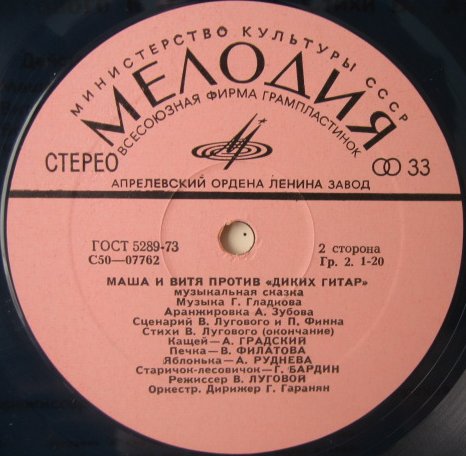 МИНИСТЕРСТВО КУЛЬТУРЫ СССР
МЕЛОДИЯ
ВСЕСОЮЗНАЯ ФИРМА ГРАМПЛАСТИНОК
СТЕРЕО
33
АПРЕЛЕВСКИЙ ОРДЕНА ЛЕНИНА ЗАВОД
ГОСТ 5289-73
2 сторона
С50—07762
Гр. 2. 1-20
МАША И ВИТЯ ПРОТИВ «ДИКИХ ГИТАР»
музыкальная сказка
Музыка Г. Гладкова
Аранжировка А. Зубова
Сценарий В. Лугового и П. Финна
Стихи В. Лугового (окончание)
Кащей—А. ГРАДСКИЙ
Печка—В. ФИЛАТОВА
Яблонька—А. РУДНЕВА
Старичок-лесовичок—Г. БАРДИН
Режиссер В. ЛУГОВОЙ
Оркестр. Дирижер Г. Гаранян